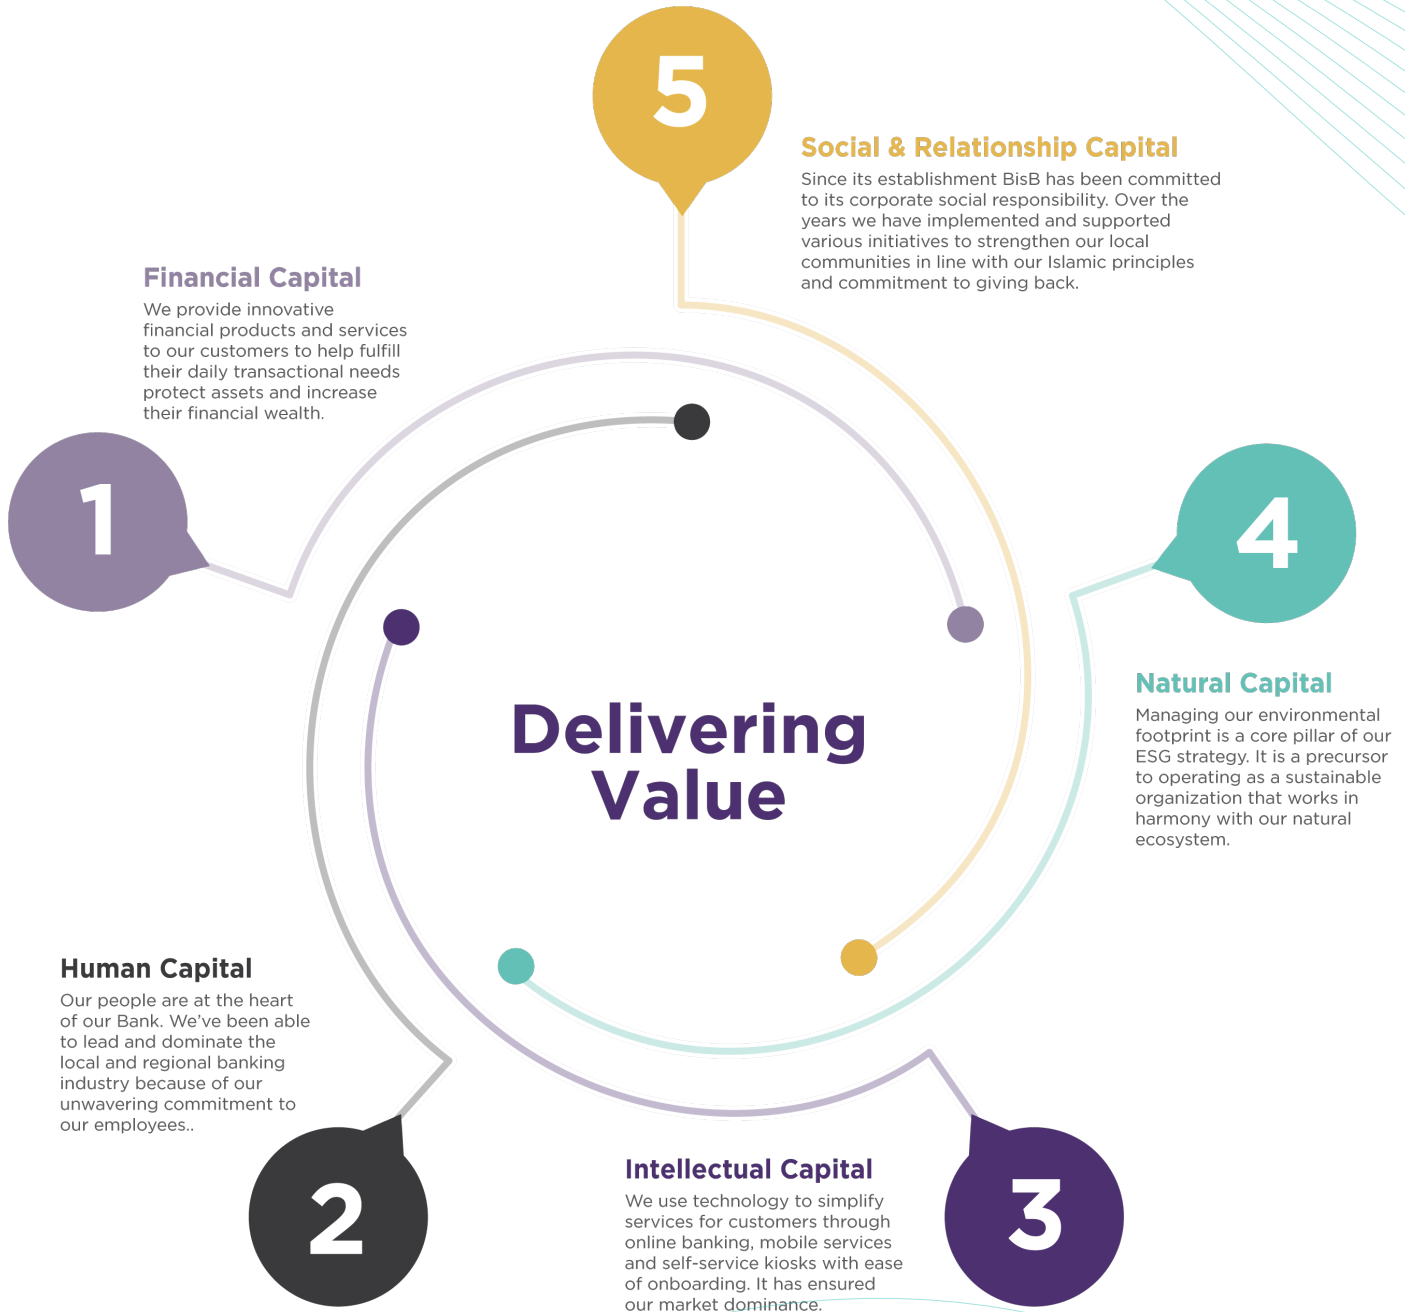 5
Social & Relationship Capital
Since its establishment BisB has been committed
to its corporate social responsibility. Over the
years we have implemented and supported
various initiatives to strengthen our local
communities in line with our Islamic principles
and commitment to giving back.
Financial Capital
We provide innovative
financial products and services
to our customers to help fulfill
their daily transactional needs
protect assets and increase
their financial wealth.
1
4
Natural Capital
Managing our environmental
footprint is a core pillar of our
ESG strategy. It is a precursor
to operating as a sustainable
organization that works in
harmony with our natural
ecosystem.
Delivering
Value
Human Capital
Our people are at the heart
of our Bank. We’ve been able
to lead and dominate the
local and regional banking
industry because of our
unwavering commitment to
our employees..
2
Intellectual Capital
We use technology to simplify
services for customers through
online banking, mobile services
and self-service kiosks with ease
of onboarding. It has ensured
our market dominance.
3